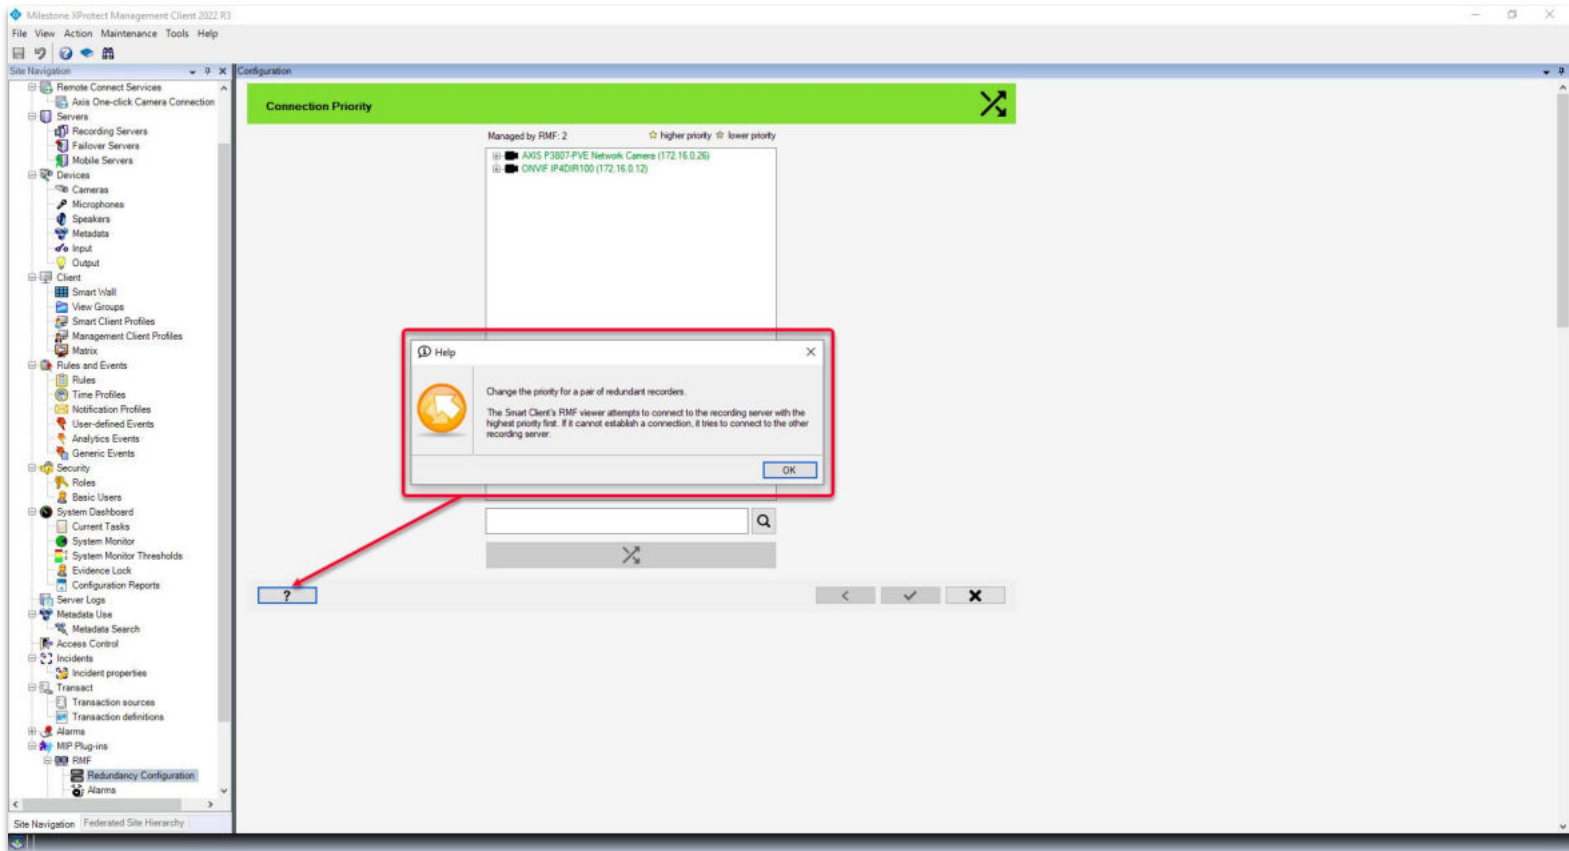 Milestone XProtect Management Client 2022 R3
File View Action Maintenance Tools Help
Site Navigation
Configuration
Remote Connect Services
Axis One-click Camera Connection
Servers
Recording Servers
Failover Servers
Mobile Servers
Devices
Cameras
Microphones
Speakers
Metadata
Input
Output
Client
Smart Wall
View Groups
Smart Client Profiles
Management Client Profiles
Matrix
Rules and Events
Rules
Time Profiles
Notification Profiles
User-defined Events
Analytics Events
Generic Events
Security
Roles
Basic Users
System Dashboard
Current Tasks
System Monitor
System Monitor Thresholds
Evidence Lock
Configuration Reports
Server Logs
Metadata Use
Metadata Search
Access Control
Incidents
Incident properties
Transact
Transaction sources
Transaction definitions
Alarms
MIP Plug-ins
RMF
Redundancy Configuration
Alarms
Site Navigation Federated Site Hierarchy
Connection Priority
Managed by RMF: 2 higher priority lower priority
AXIS P3807-PVE Network Camera (172.16.0.26)
ONVIF IP4DIR100 (172.16.0.12)
Help
Change the priority for a pair of redundant recorders.
The Smart Client's RMF viewer attempts to connect to the recording server with the
highest priority first. If it cannot establish a connection, it tries to connect to the other
recording server.
OK
?